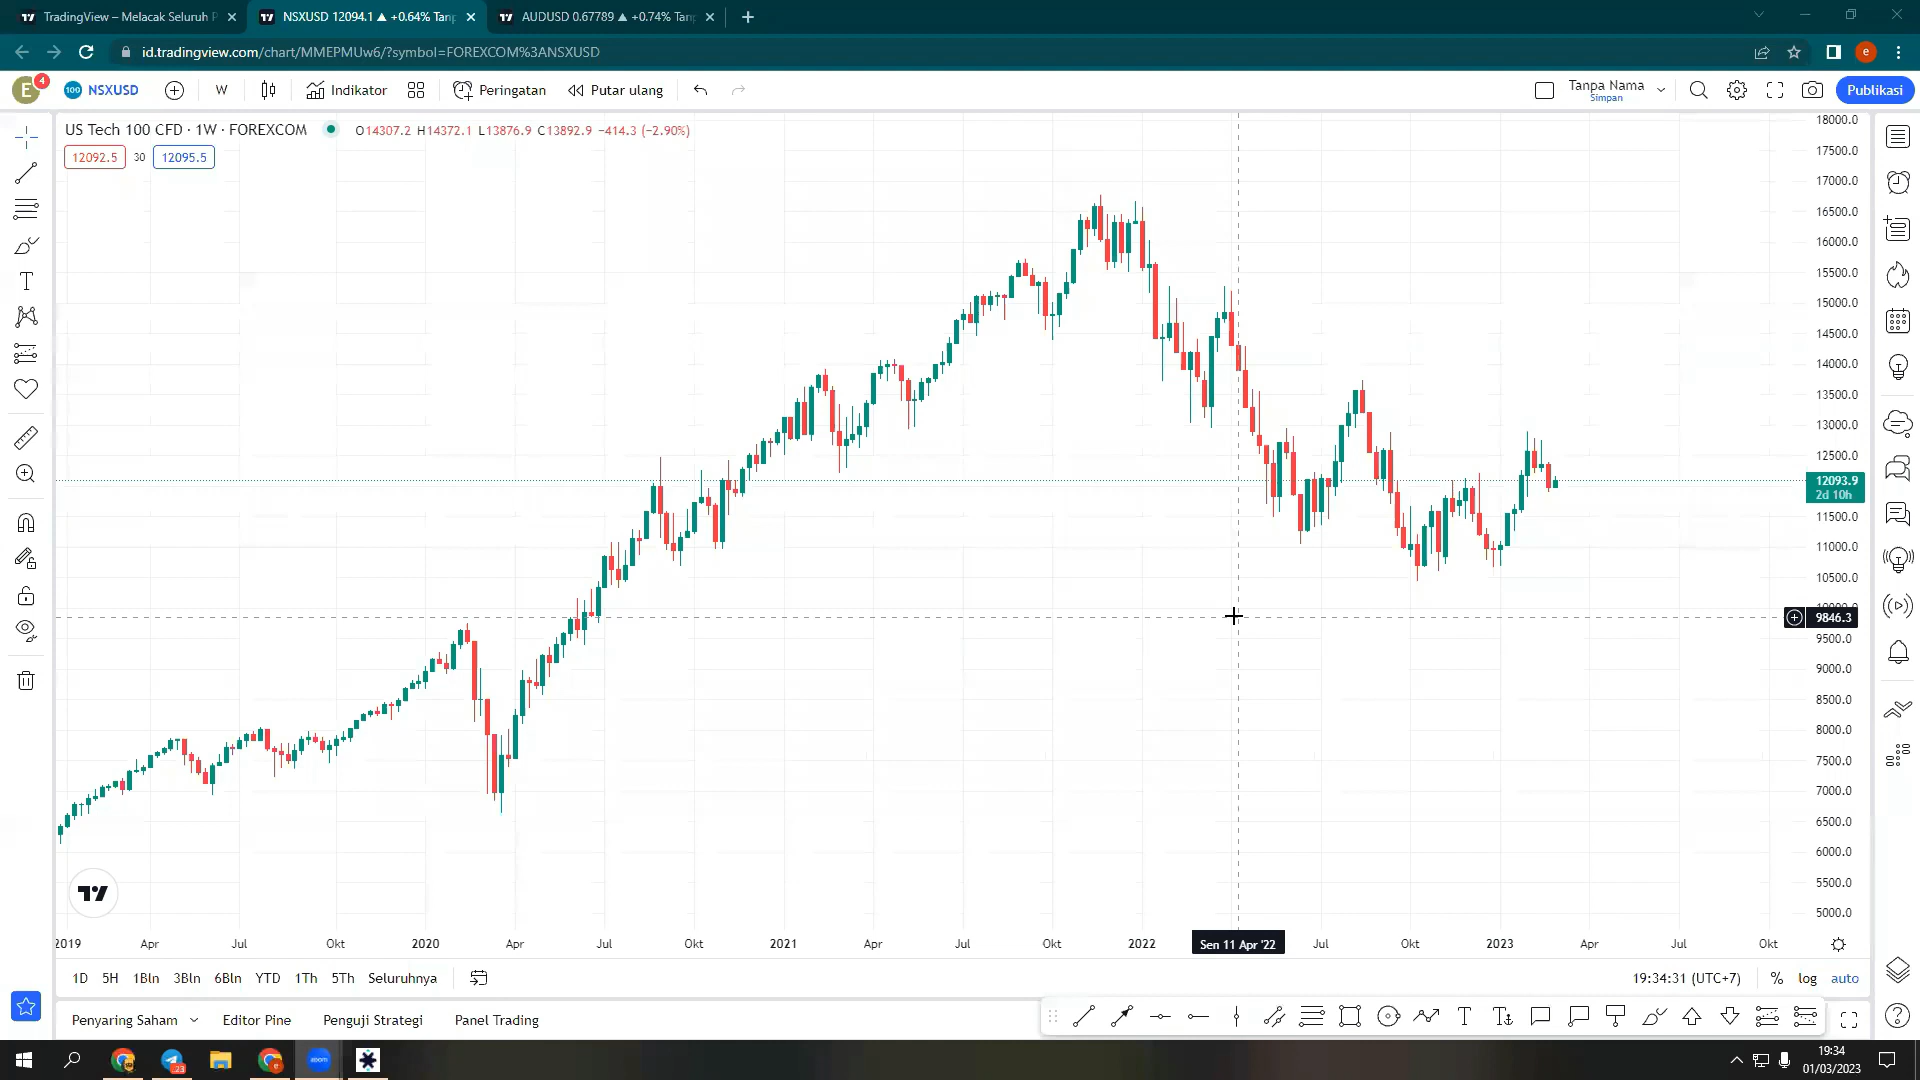 TradingView – Melacak Seluruh P
NSXUSD 12094.1 ▲ +0.64% Tanp
AUDUSD 0.67789 ▲ +0.74% Tan
id.tradingview.com/chart/MMEPMUw6/?symbol=FOREXCOM%3ANSXUSD
e
E
4
100
NSXUSD
W
Indikator
Peringatan
Putar ulang
Tanpa Nama
Simpan
Publikasi
US Tech 100 CFD · 1W · FOREXCOM
O14307.2 H14372.1 L13876.9 C13892.9 −414.3 (−2.90%)
12092.5
30
12095.5
18000.0
17500.0
17000.0
16500.0
16000.0
15500.0
15000.0
14500.0
14000.0
13500.0
13000.0
12500.0
12093.9
2d 10h
11500.0
11000.0
10500.0
9846.3
9500.0
9000.0
8500.0
8000.0
7500.0
7000.0
6500.0
6000.0
5500.0
5000.0
2019 Apr Jul Okt 2020 Apr Jul Okt 2021 Apr Jul Okt 2022 Sen 11 Apr '22 Jul Okt 2023 Apr Jul Okt
1D 5H 1Bln 3Bln 6Bln YTD 1Th 5Th Seluruhnya
19:34:31 (UTC+7) % log auto
Penyaring Saham
Editor Pine
Penguji Strategi
Panel Trading
zoom
23
19:34
01/03/2023